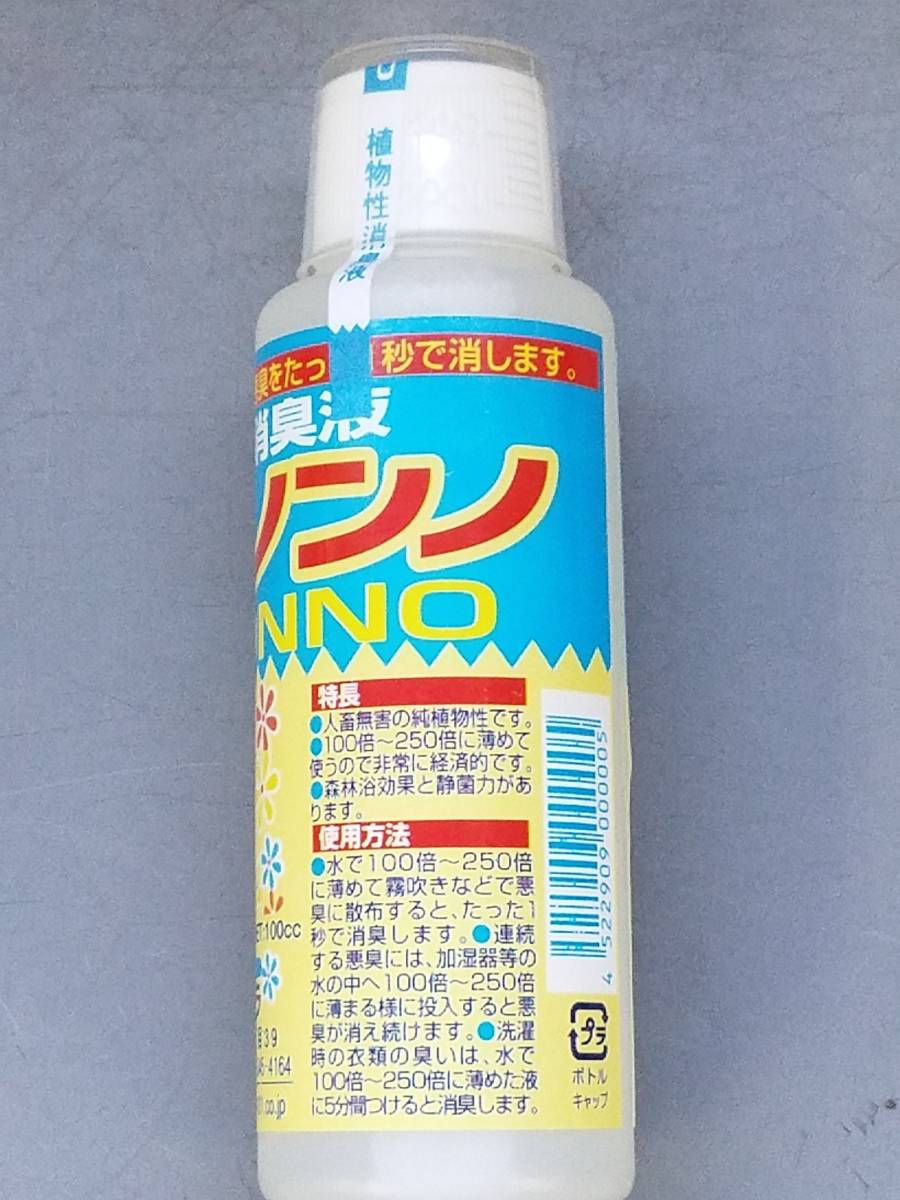 植物性消臭液
臭をたっ 秒で消します。
消臭液
ノンノ
NNO
特長
●人畜無害の純植物性です。
●100倍～250倍に薄めて
使うので非常に経済的です。
●森林浴効果と静菌力があ
ります。
使用方法
●水で100倍～250倍
に薄めて霧吹きなどで悪
臭に散布すると、たった1
秒で消臭します。●連続
する悪臭には、加湿器等の
水の中へ100倍～250倍
に薄まる様に投入すると悪
臭が消え続けます。●洗濯
時の衣類の臭いは、水で
100倍～250倍に薄めた液
に5分間つけると消臭します。
:100cc
39
-4164
.co.jp
4 522909 000005
プラ
ボトル
キャップ